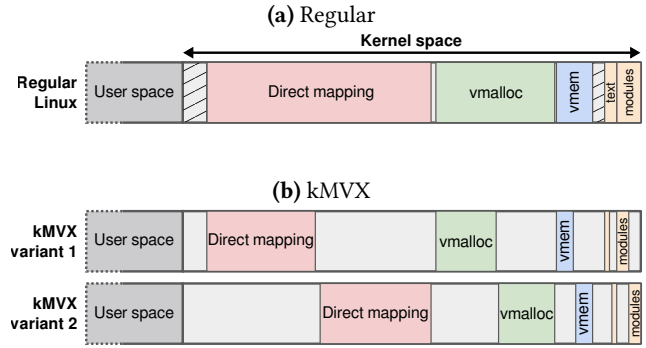 (a) Regular
Kernel space
Regular
Linux
User space
Direct mapping
vmalloc
vmem
text
modules
(b) kMVX
kMVX
variant 1
User space
Direct mapping
vmalloc
vmem
modules
kMVX
variant 2
User space
Direct mapping
vmalloc
vmem
modules